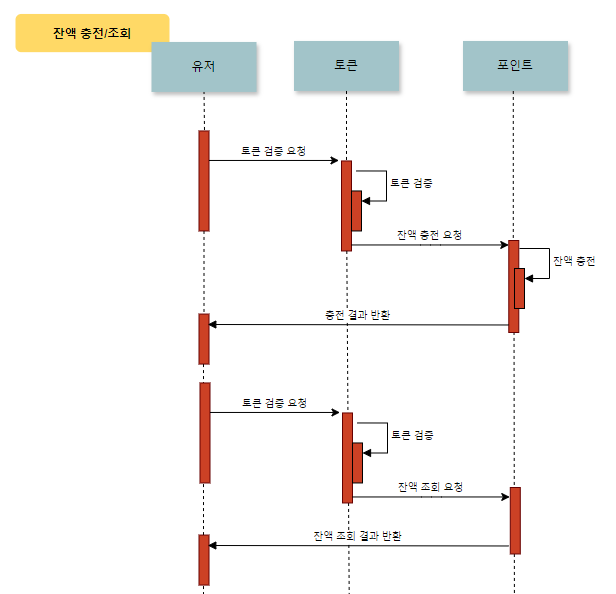 잔액 충전/조회
유저
토큰
포인트
토큰 검증 요청
토큰 검증
잔액 충전 요청
잔액 충전
충전 결과 반환
토큰 검증 요청
토큰 검증
잔액 조회 요청
잔액 조회 결과 반환